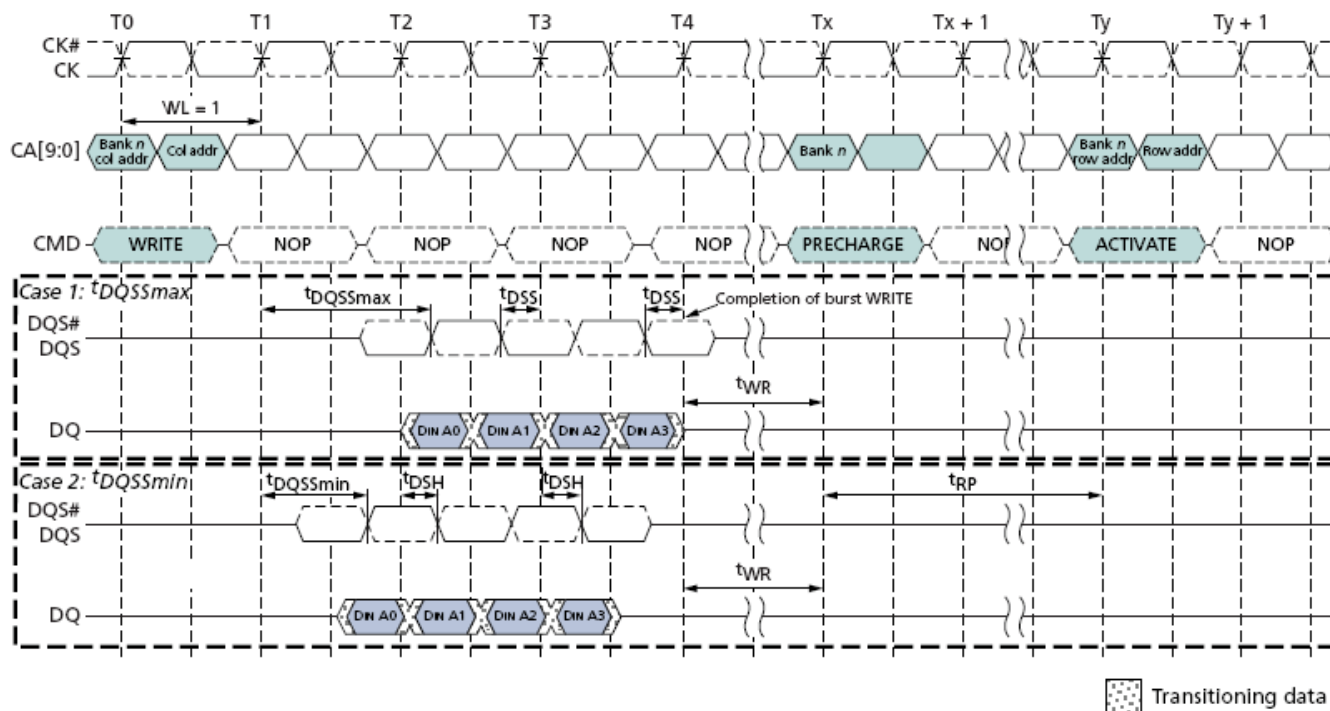 T0 T1 T2 T3 T4 Tx Tx + 1 Ty Ty + 1
CK#
CK
WL = 1
CA[9:0]
Bank n
col addr
Col addr
Bank n
Bank n
row addr
Row addr
CMD
WRITE NOP NOP NOP NOP PRECHARGE NOP ACTIVATE NOP
Case 1: tDQSSmax
tDQSSmax
tDSS
tDSS
Completion of burst WRITE
DQS#
DQS
tWR
DQ
DIN A0 DIN A1 DIN A2 DIN A3
Case 2: tDQSSmin
tDQSSmin
tDSH
tDSH
tRP
DQS#
DQS
tWR
DQ
DIN A0 DIN A1 DIN A2 DIN A3
Transitioning data